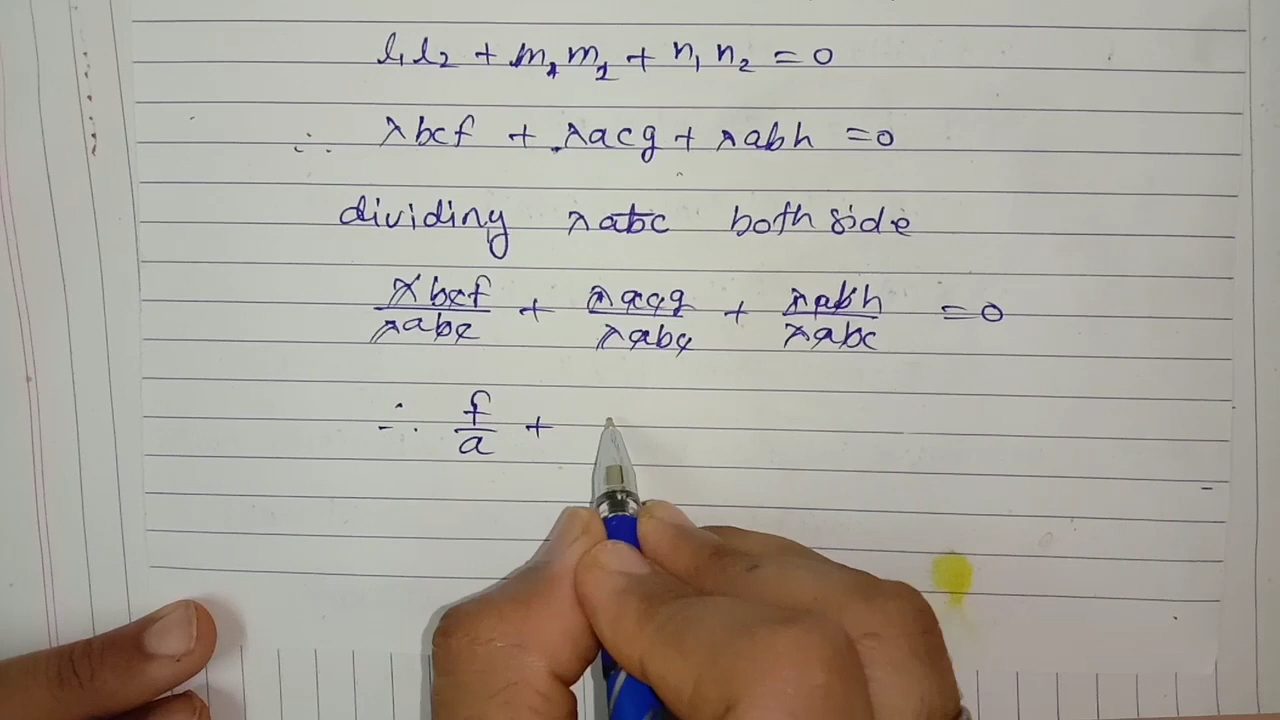 l₁l₂ + m₁m₂ + n₁n₂ = 0
∴ λbcf + λacg + λabh = 0
dividing λabc both side
λbcf/λabc + λacg/λabc + λabh/λabc = 0
∴ f/a +